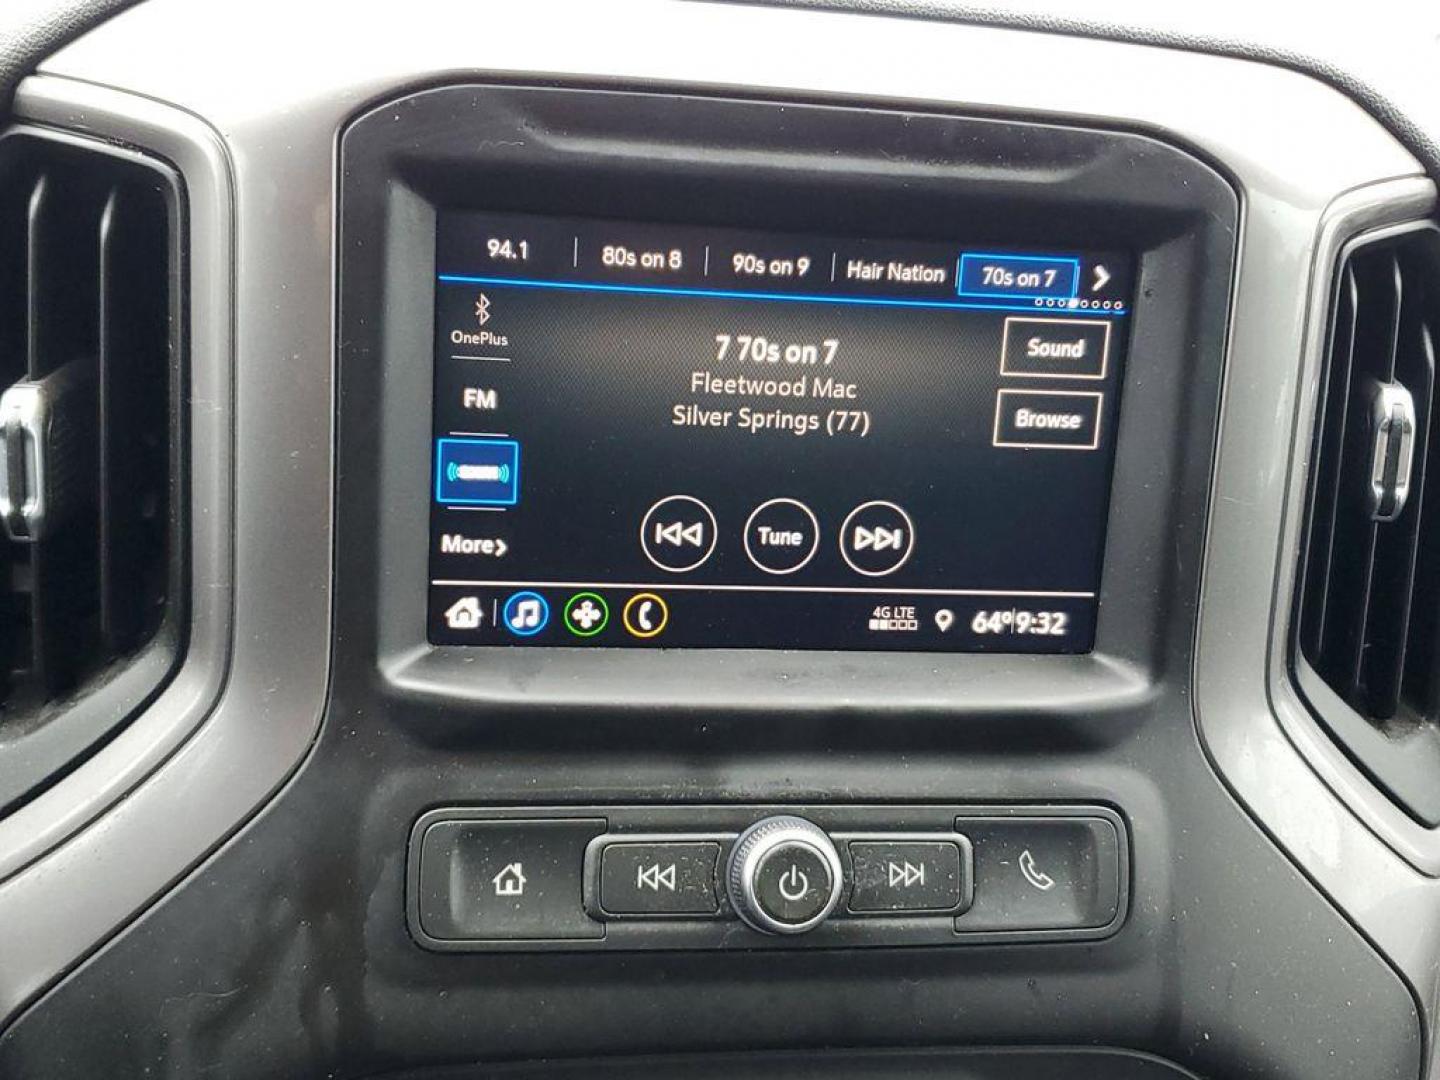 94.1 80s on 8 90s on 9 Hair Nation 70s on 7
OnePlus
7 70s on 7
Sound
Fleetwood Mac
FM
Silver Springs (77)
Browse
Tune
More
4G LTE
64° 9:32